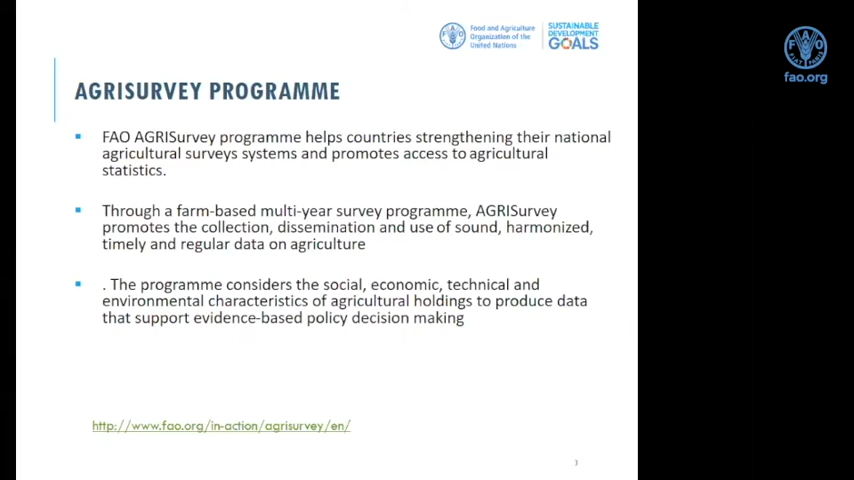 Food and Agriculture
Organization of the
United Nations
SUSTAINABLE
DEVELOPMENT
GOALS
FAO
FIAT PANIS
fao.org
AGRISURVEY PROGRAMME
FAO AGRISurvey programme helps countries strengthening their national
agricultural surveys systems and promotes access to agricultural
statistics.
Through a farm-based multi-year survey programme, AGRISurvey
promotes the collection, dissemination and use of sound, harmonized,
timely and regular data on agriculture
. The programme considers the social, economic, technical and
environmental characteristics of agricultural holdings to produce data
that support evidence-based policy decision making
http://www.fao.org/in-action/agrisurvey/en/
3